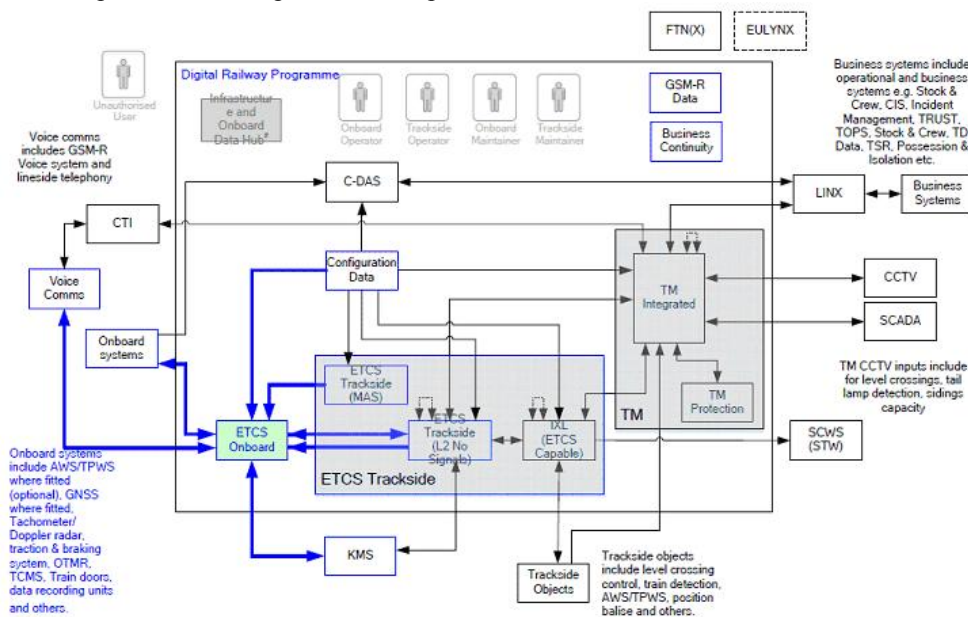 FTN(X)
EULYNX
Digital Railway Programme
Unauthorised
User
Infrastructur
e and Onboard
Data Hub#
Onboard
Operator
Trackside
Operator
Onboard
Maintainer
Trackside
Maintainer
GSM-R
Data
Business
Continuity
Business systems include
operational and business
systems e.g. Stock &
Crew, CIS, Incident
Management, TRUST,
TOPS, Stock & Crew, TD
Data, TSR, Possession &
Isolation etc.
Voice comms
includes GSM-R
Voice system and
lineside telephony
C-DAS
LINX
Business
Systems
CTI
Voice
Comms
Configuration
Data
TM
Integrated
CCTV
SCADA
Onboard
systems
ETCS
Trackside
(MAS)
TM
Protection
TM
TM CCTV inputs include
for level crossings, tail
lamp detection, sidings
capacity
ETCS
Onboard
ETCS
Trackside
(L2 No
Signals)
IXL
(ETCS
Capable)
ETCS Trackside
SCWS
(STW)
Onboard systems
include AWS/TPWS
where fitted
(optional), GNSS
where fitted,
Tachometer/
Doppler radar,
traction & braking
system, OTMR,
TCMS, Train doors,
data recording units
and others.
KMS
Trackside
Objects
Trackside objects
include level crossing
control, train detection,
AWS/TPWS, position
balise and others.